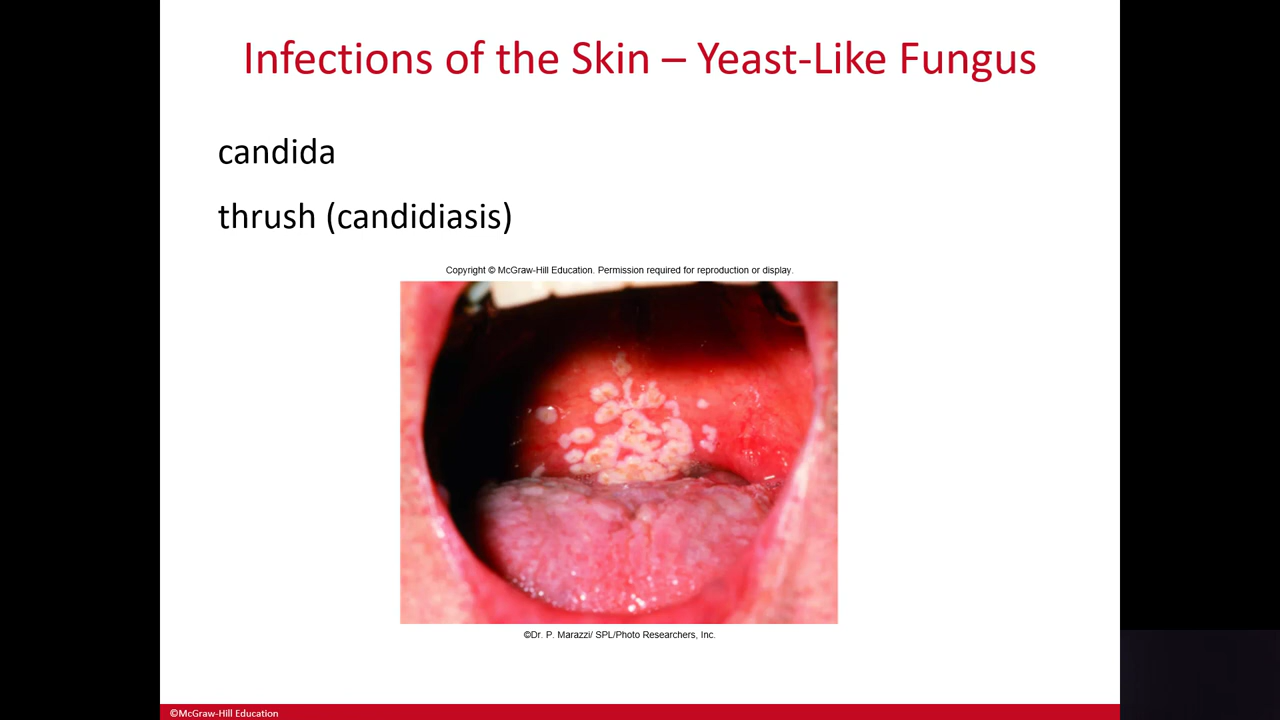 Infections of the Skin – Yeast-Like Fungus
candida
thrush (candidiasis)
Copyright © McGraw-Hill Education. Permission required for reproduction or display.
©Dr. P. Marazzi/ SPL/Photo Researchers, Inc.
©McGraw-Hill Education